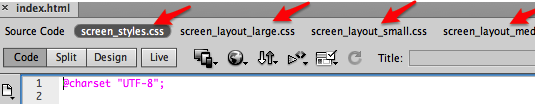 index.html
Source Code screen_styles.css screen_layout_large.css screen_layout_small.css screen_layout_med
Code Split Design Live Title:
1 @charset "UTF-8";
2